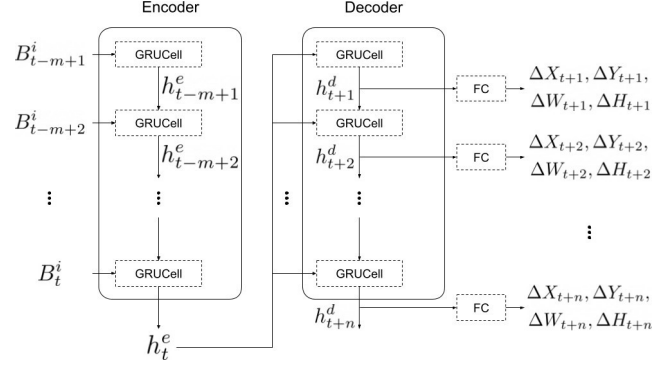 Encoder Decoder
B^i_{t-m+1} GRUCell GRUCell
h^e_{t-m+1} h^d_{t+1} FC ΔX_{t+1}, ΔY_{t+1},
ΔW_{t+1}, ΔH_{t+1}
B^i_{t-m+2} GRUCell GRUCell
h^e_{t-m+2} h^d_{t+2} FC ΔX_{t+2}, ΔY_{t+2},
ΔW_{t+2}, ΔH_{t+2}
B^i_t GRUCell GRUCell
h^e_t h^d_{t+n} FC ΔX_{t+n}, ΔY_{t+n},
ΔW_{t+n}, ΔH_{t+n}